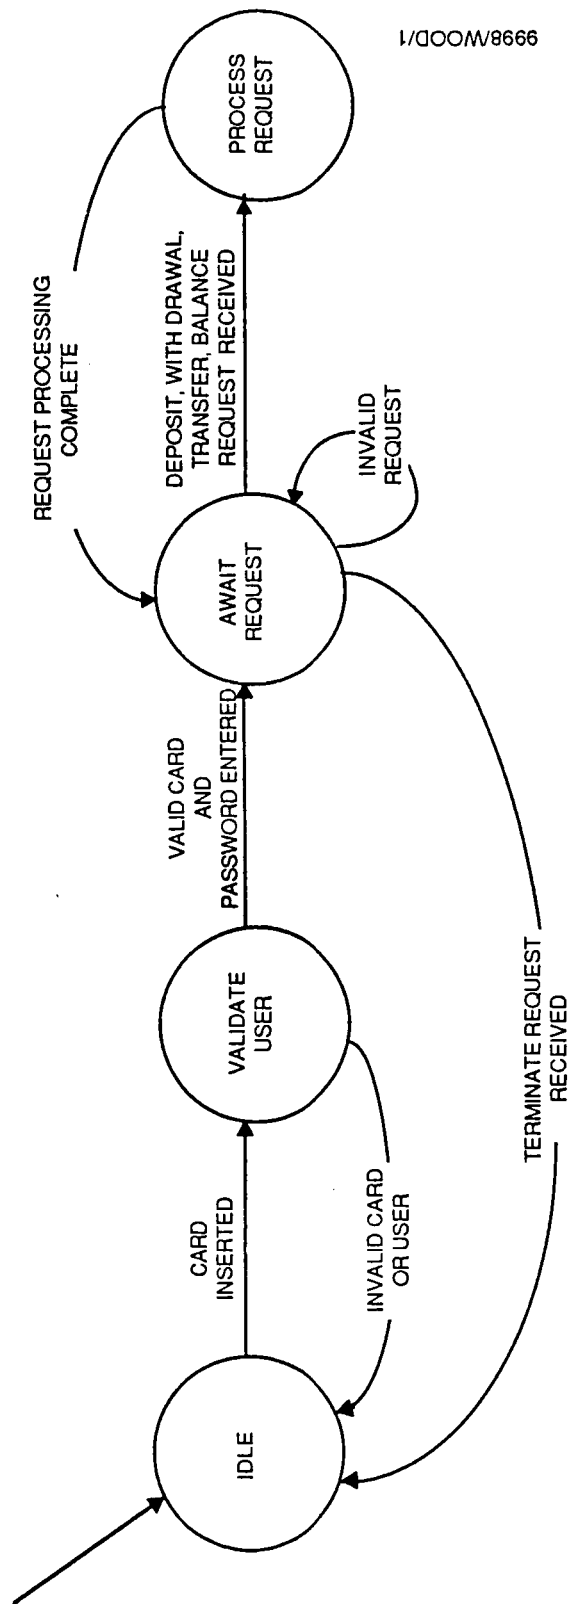 IDLE
CARD
INSERTED
INVALID CARD
OR USER
VALIDATE
USER
VALID CARD
AND
PASSWORD ENTERED
TERMINATE REQUEST
RECEIVED
AWAIT
REQUEST
INVALID
REQUEST
REQUEST PROCESSING
COMPLETE
DEPOSIT, WITH DRAWAL,
TRANSFER, BALANCE
REQUEST RECEIVED
PROCESS
REQUEST
9998/WOOD/1